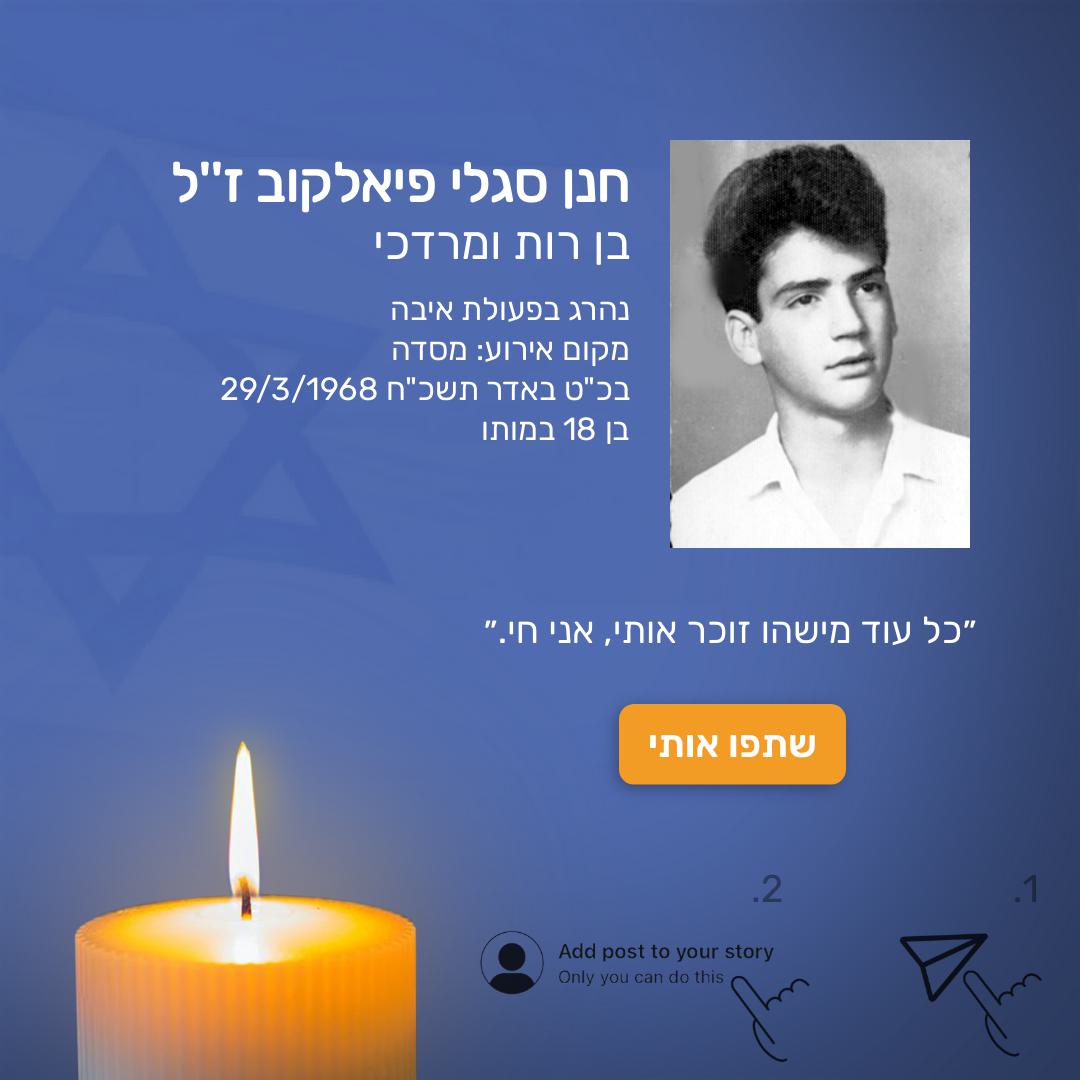 חנן סגלי פיאלקוב ז"ל
בן רות ומרדכי
נהרג בפעולת איבה
מקום אירוע: מסדה
בכ"ט באדר תשכ"ח 29/3/1968
בן 18 במותו
״כל עוד מישהו זוכר אותי, אני חי.״
שתפו אותי
1.
2.
Add post to your story
Only you can do this